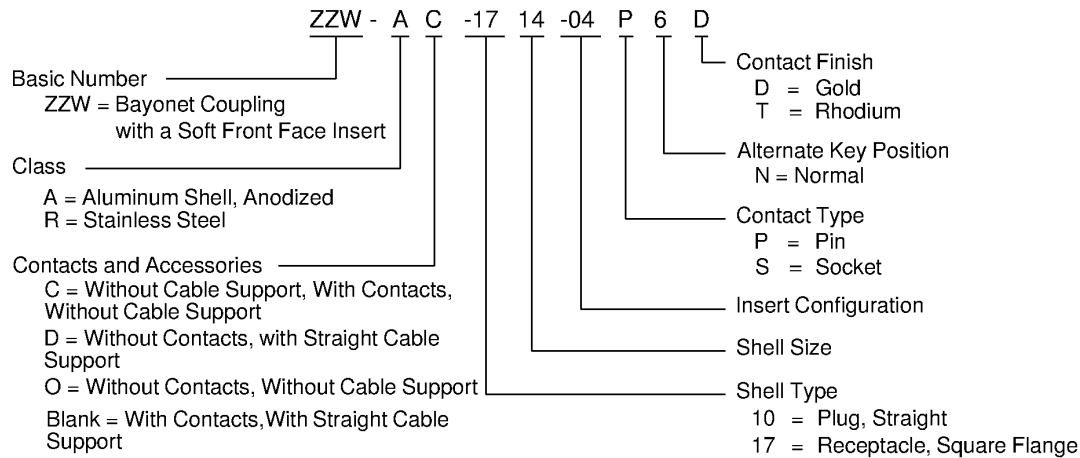 ZZW - A C -17 14 -04 P 6 D
Basic Number
ZZW = Bayonet Coupling
with a Soft Front Face Insert
Class
A = Aluminum Shell, Anodized
R = Stainless Steel
Contacts and Accessories
C = Without Cable Support, With Contacts,
Without Cable Support
D = Without Contacts, with Straight Cable
Support
O = Without Contacts, Without Cable Support
Blank = With Contacts,With Straight Cable
Support
Contact Finish
D = Gold
T = Rhodium
Alternate Key Position
N = Normal
Contact Type
P = Pin
S = Socket
Insert Configuration
Shell Size
Shell Type
10 = Plug, Straight
17 = Receptacle, Square Flange